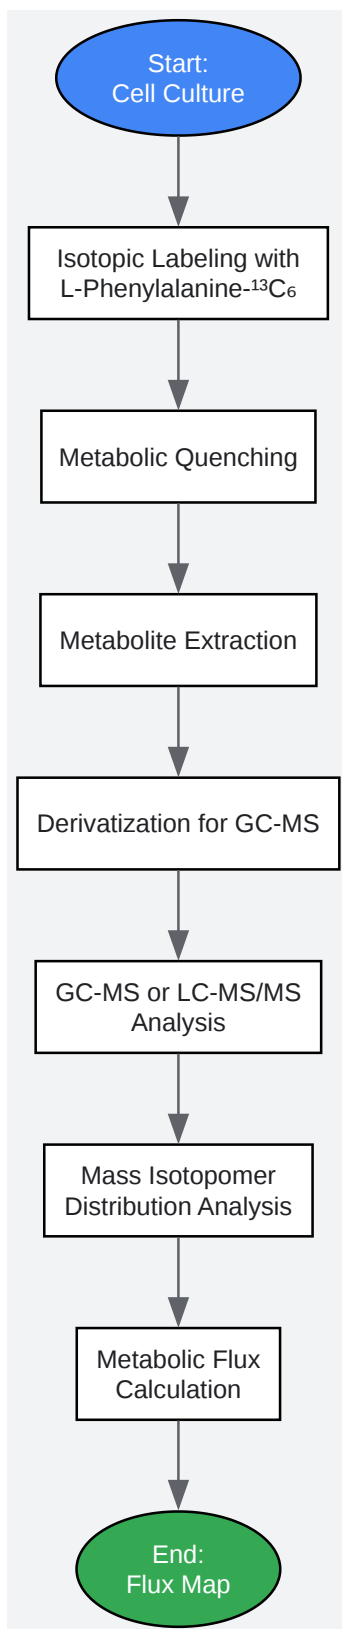 Start:
Cell Culture
Isotopic Labeling with
L-Phenylalanine-¹³C₆
Metabolic Quenching
Metabolite Extraction
Derivatization for GC-MS
GC-MS or LC-MS/MS
Analysis
Mass Isotopomer
Distribution Analysis
Metabolic Flux
Calculation
End:
Flux Map